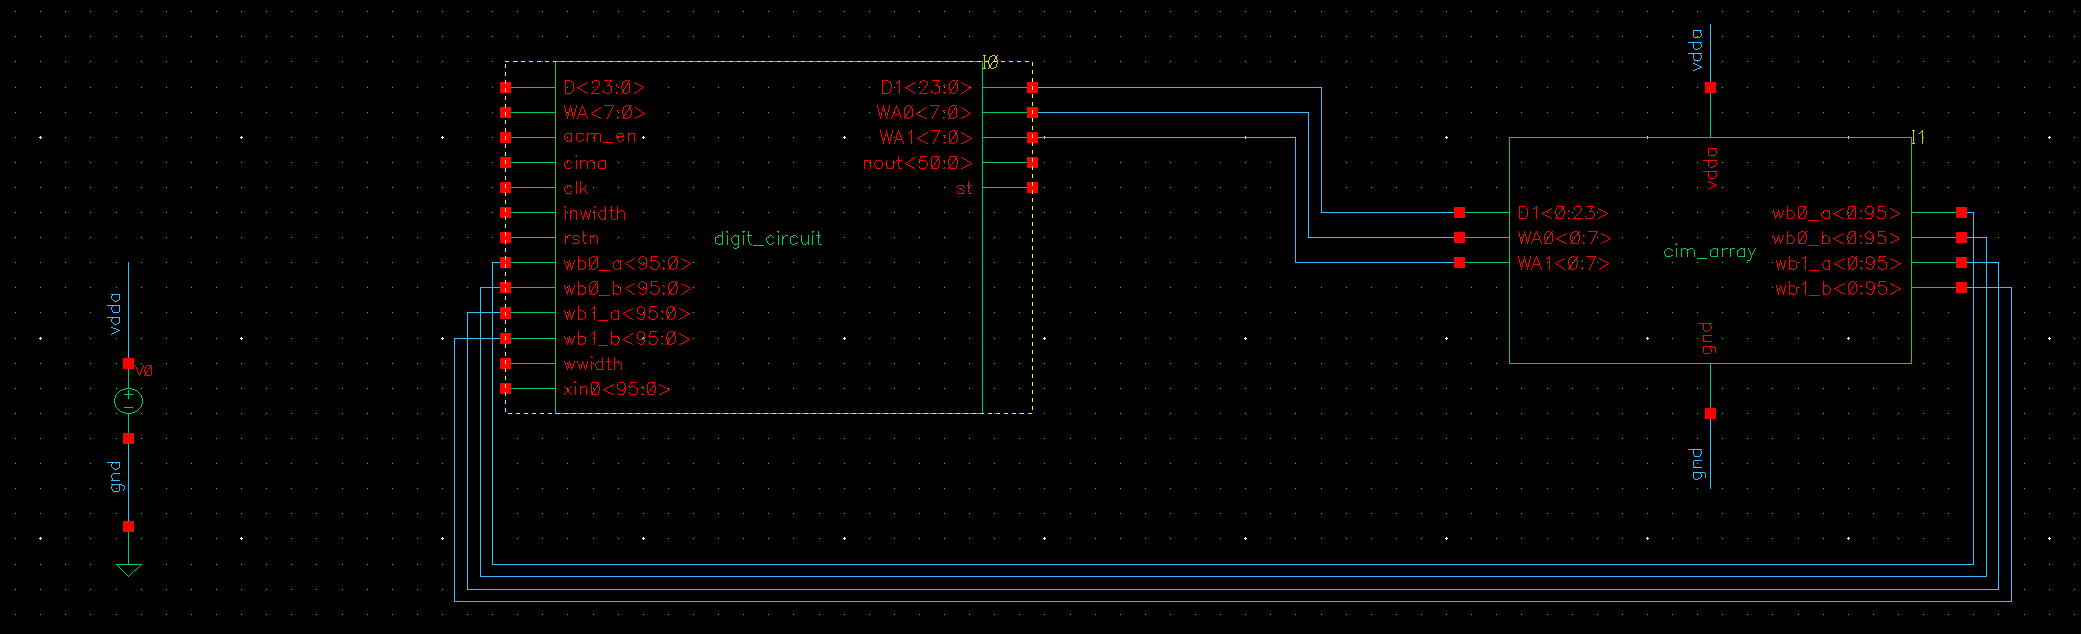 vdda
V0
gnd
I0
D<23:0>
WA<7:0>
acm_en
cima
clk
inwidth
rstn
wb0_a<95:0>
wb0_b<95:0>
wb1_a<95:0>
wb1_b<95:0>
wwidth
xin0<95:0>
digit_circuit
D1<23:0>
WA0<7:0>
WA1<7:0>
nout<50:0>
st
vdda
I1
vdda
D1<0:23>
WA0<0:7>
WA1<0:7>
cim_array
wb0_a<0:95>
wb0_b<0:95>
wb1_a<0:95>
wb1_b<0:95>
gnd
gnd